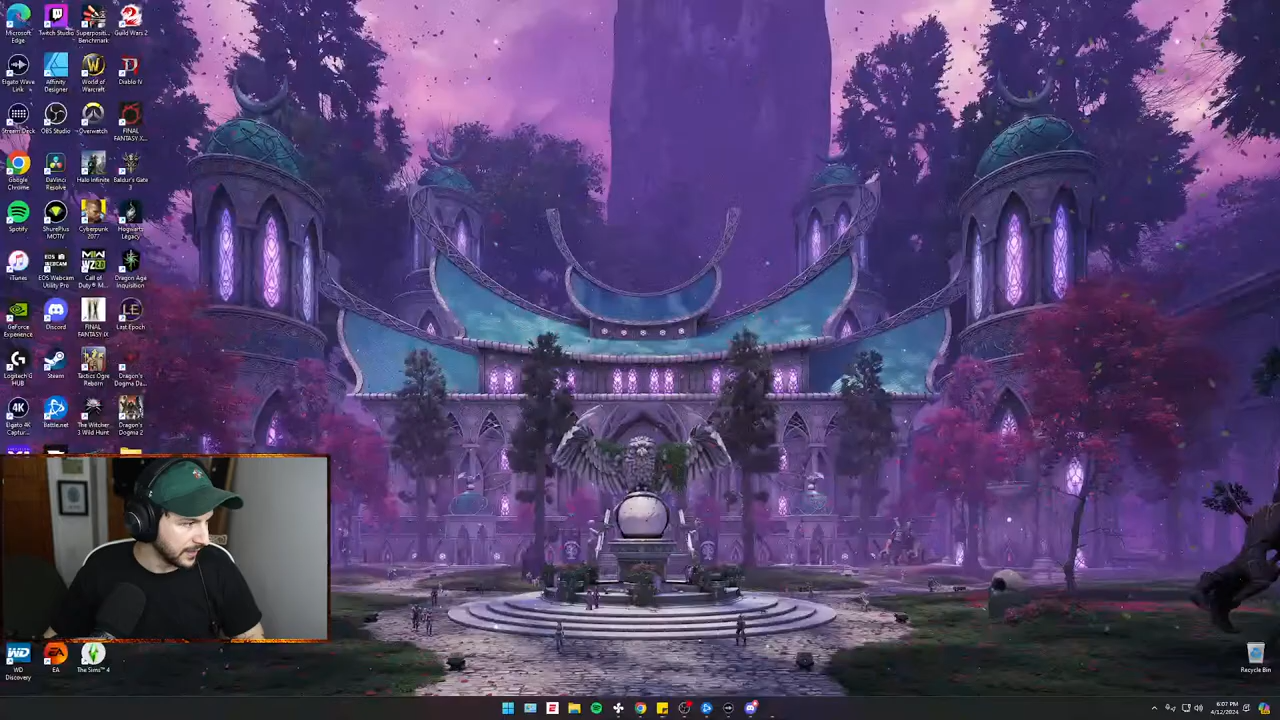 Microsoft Edge
Twitch Studio
Superpositi... Benchmark
Guild Wars 2
Elgato Wave Link
Affinity Designer
World of Warcraft
Diablo IV
Stream Deck
OBS Studio
Overwatch
FINAL FANTASY X...
Google Chrome
DaVinci Resolve
Halo Infinite
Baldur's Gate 3
Spotify
ShurePlus MOTIV
Cyberpunk 2077
Hogwarts Legacy
iTunes
EOS Webcam Utility Pro
Call of Duty® M...
Dragon Age Inquisition
GeForce Experience
Discord
FINAL FANTASY IX
Last Epoch
Logitech G HUB
Steam
Tactics Ogre Reborn
Dragon's Dogma Da...
Elgato 4K Captur...
Battle.net
The Witcher 3 Wild Hunt
Dragon's Dogma 2
WD Discovery
EA
The Sims™ 4
Recycle Bin
6:07 PM
4/12/2024